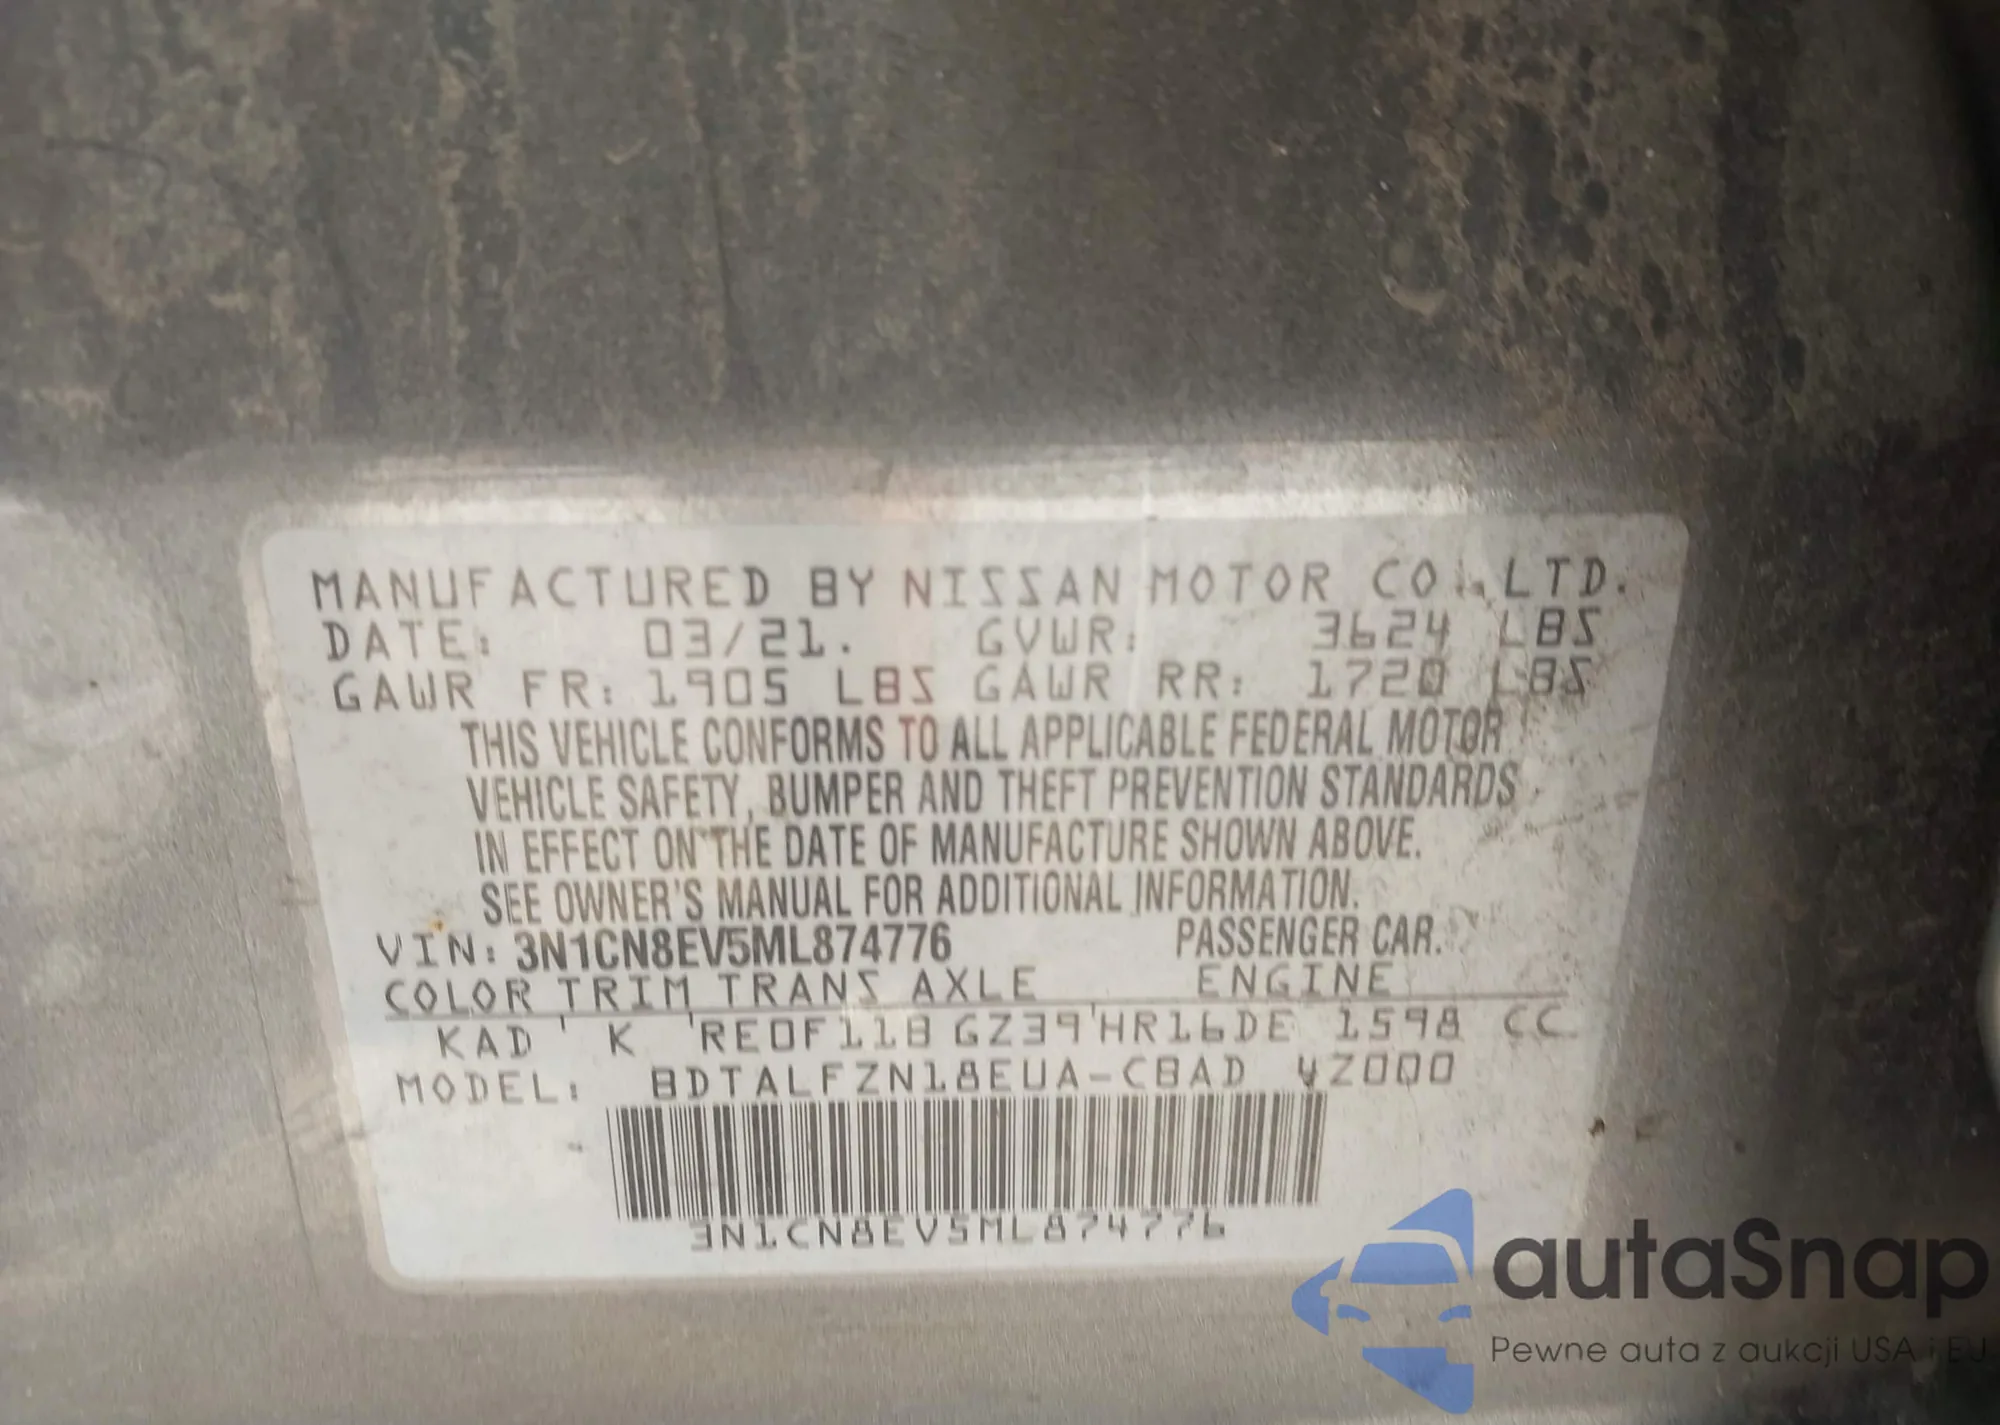 MANUFACTURED BY NISSAN MOTOR CO., LTD.
DATE: 03/21. GVWR: 3624 LBS
GAWR FR: 1905 LBS GAWR RR: 1720 LBS
THIS VEHICLE CONFORMS TO ALL APPLICABLE FEDERAL MOTOR
VEHICLE SAFETY, BUMPER AND THEFT PREVENTION STANDARDS
IN EFFECT ON THE DATE OF MANUFACTURE SHOWN ABOVE.
SEE OWNER'S MANUAL FOR ADDITIONAL INFORMATION.
VIN: 3N1CN8EV5ML874776 PASSENGER CAR.
COLOR TRIM TRANS AXLE ENGINE
KAD K RE0F11B GZ39 HR16DE 1598 CC
MODEL: BDTALFZN18EUA-CBAD YZ000
3N1CN8EV5ML874776
autaSnap
Pewne auta z aukcji USA i EU